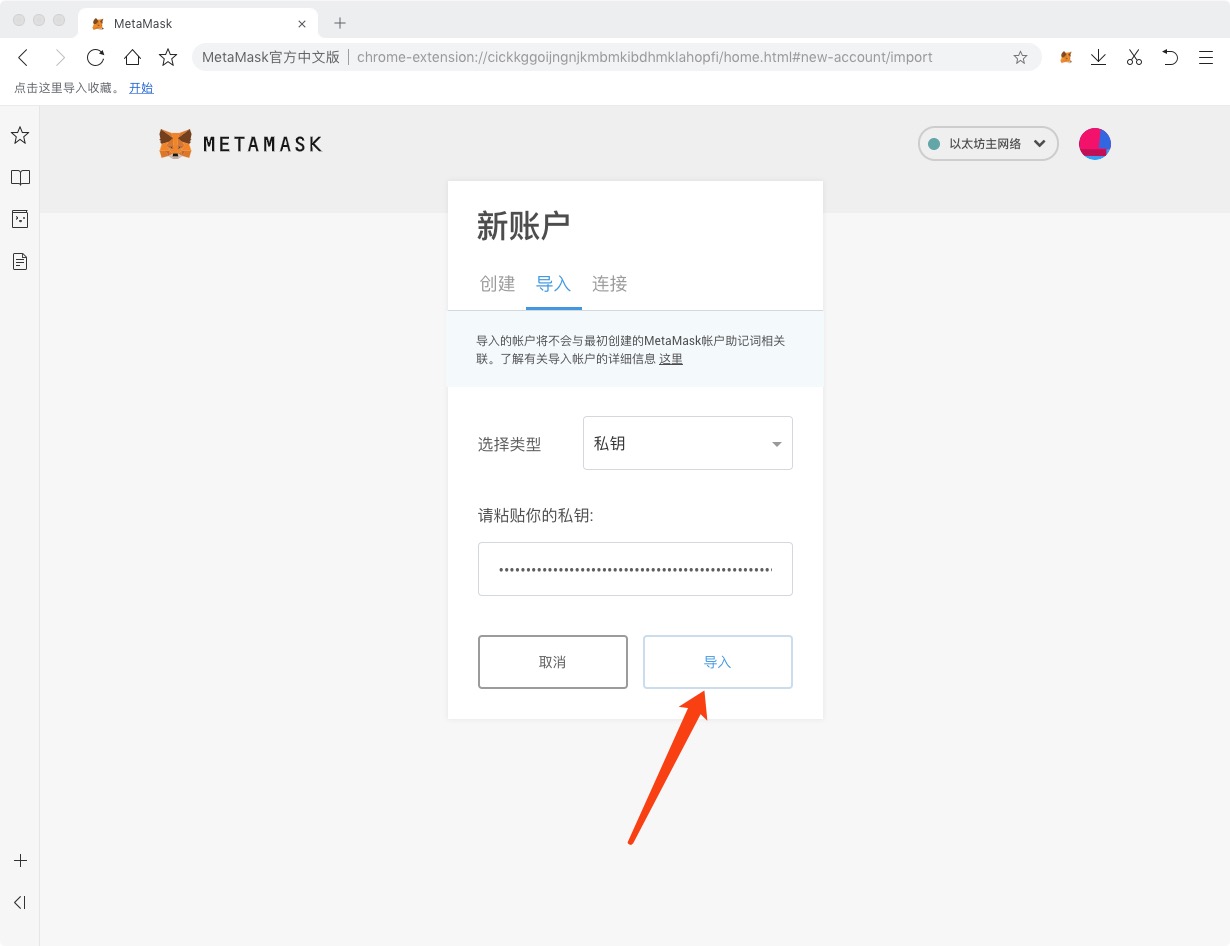 MetaMask
MetaMask官方中文版 | chrome-extension://cickkggoijngnjkmbmkibdhmklahopfi/home.html#new-account/import
点击这里导入收藏。 开始
METAMASK
以太坊主网络
新账户
创建 导入 连接
导入的帐户将不会与最初创建的MetaMask帐户助记词相关
联。了解有关导入帐户的详细信息 这里
选择类型 私钥
请粘贴你的私钥:
取消 导入